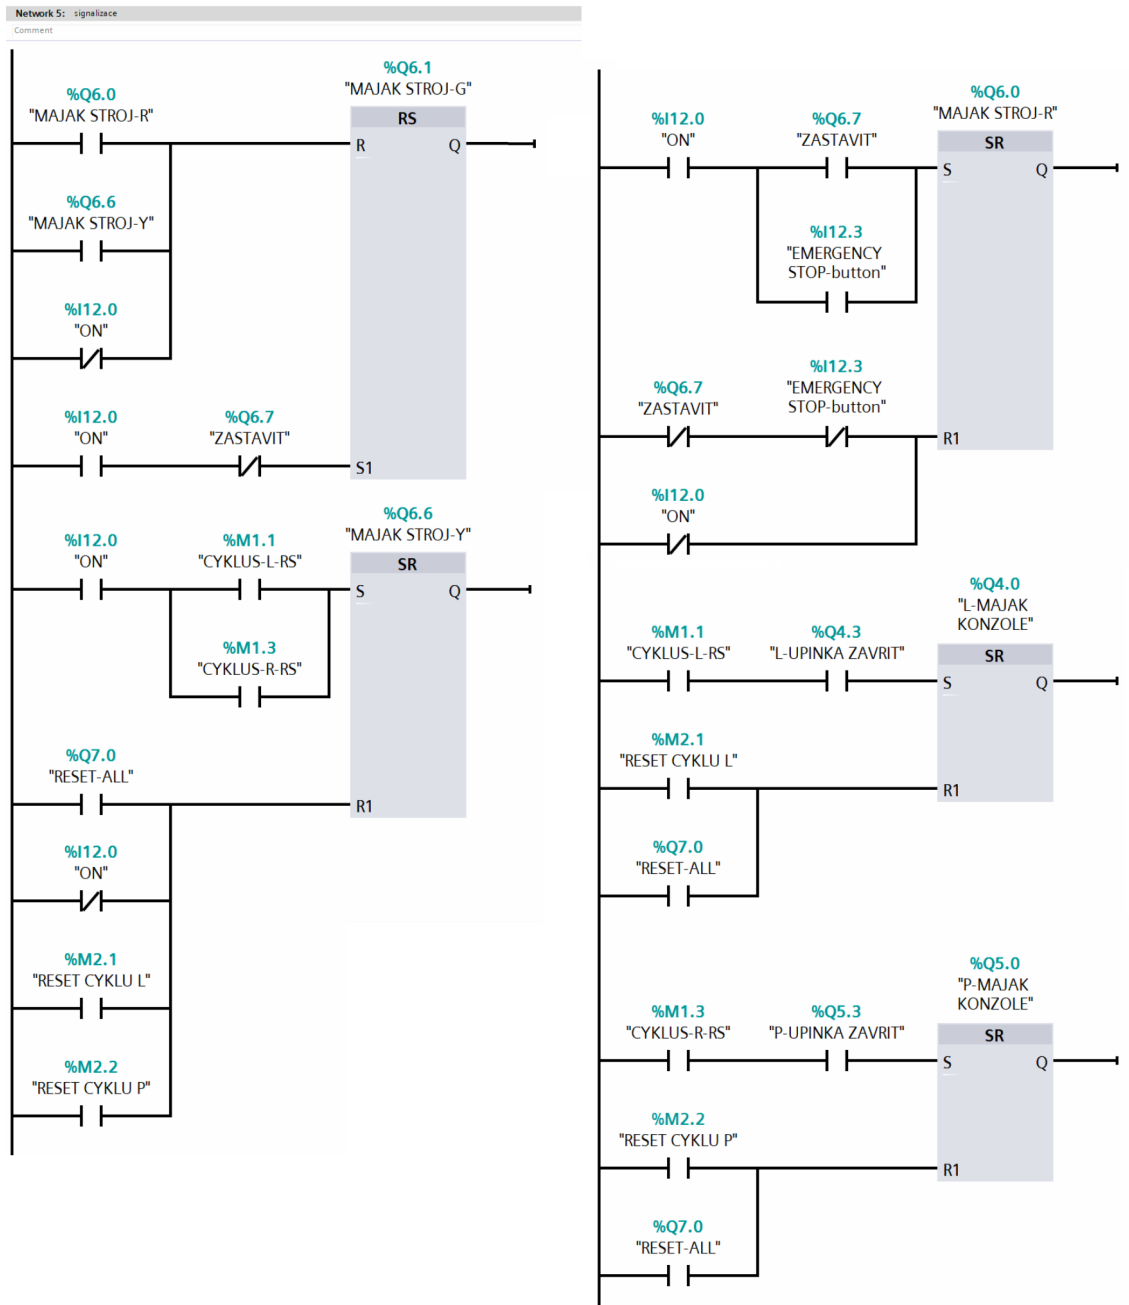 Network 5: signalizace
Comment
%Q6.1
"MAJAK STROJ-G"
%Q6.0
"MAJAK STROJ-R"
RS
R Q
%Q6.6
"MAJAK STROJ-Y"
%I12.0
"ON"
%I12.0
"ON"
%Q6.7
"ZASTAVIT"
S1
%Q6.6
"MAJAK STROJ-Y"
%I12.0
"ON"
%M1.1
"CYKLUS-L-RS"
SR
S Q
%M1.3
"CYKLUS-R-RS"
%Q7.0
"RESET-ALL"
R1
%I12.0
"ON"
%M2.1
"RESET CYKLU L"
%M2.2
"RESET CYKLU P"
%Q6.0
"MAJAK STROJ-R"
%I12.0
"ON"
%Q6.7
"ZASTAVIT"
SR
S Q
%I12.3
"EMERGENCY
STOP-button"
%Q6.7
"ZASTAVIT"
%I12.3
"EMERGENCY
STOP-button"
R1
%I12.0
"ON"
%Q4.0
"L-MAJAK
KONZOLE"
%M1.1
"CYKLUS-L-RS"
%Q4.3
"L-UPINKA ZAVRIT"
SR
S Q
%M2.1
"RESET CYKLU L"
R1
%Q7.0
"RESET-ALL"
%Q5.0
"P-MAJAK
KONZOLE"
%M1.3
"CYKLUS-R-RS"
%Q5.3
"P-UPINKA ZAVRIT"
SR
S Q
%M2.2
"RESET CYKLU P"
R1
%Q7.0
"RESET-ALL"